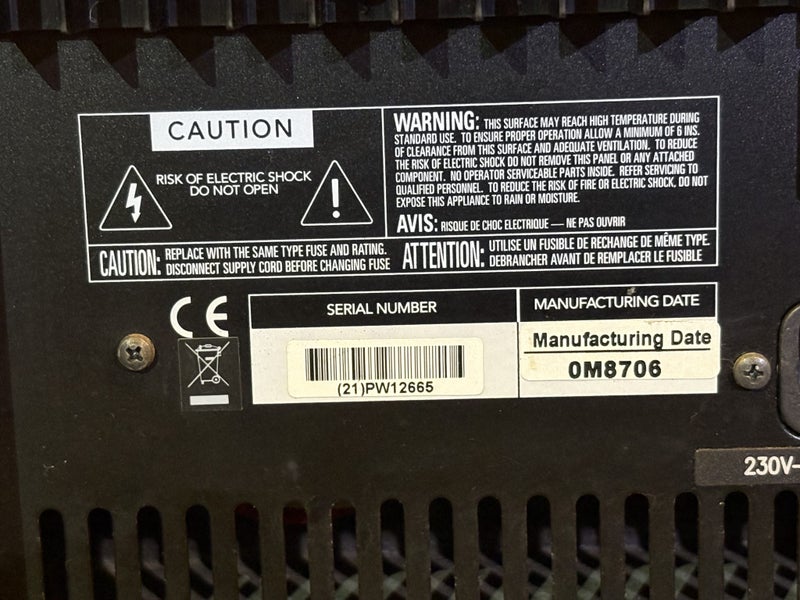 CAUTION
RISK OF ELECTRIC SHOCK
DO NOT OPEN
WARNING: THIS SURFACE MAY REACH HIGH TEMPERATURE DURING
STANDARD USE. TO ENSURE PROPER OPERATION ALLOW A MINIMUM OF 6 INS.
OF CLEARANCE FROM THIS SURFACE AND ADEQUATE VENTILATION. TO REDUCE
THE RISK OF ELECTRIC SHOCK DO NOT REMOVE THIS PANEL OR ANY ATTACHED
COMPONENT. NO OPERATOR SERVICEABLE PARTS INSIDE. REFER SERVICING TO
QUALIFIED PERSONNEL. TO REDUCE THE RISK OF FIRE OR ELECTRIC SHOCK, DO NOT
EXPOSE THIS APPLIANCE TO RAIN OR MOISTURE.
AVIS: RISQUE DE CHOC ELECTRIQUE — NE PAS OUVRIR
CAUTION: REPLACE WITH THE SAME TYPE FUSE AND RATING.
DISCONNECT SUPPLY CORD BEFORE CHANGING FUSE
ATTENTION: UTILISE UN FUSIBLE DE RECHANGE DE MÊME TYPE.
DEBRANCHER AVANT DE REMPLACER LE FUSIBLE
CE
SERIAL NUMBER
(21)PW12665
MANUFACTURING DATE
Manufacturing Date
0M8706
230V~